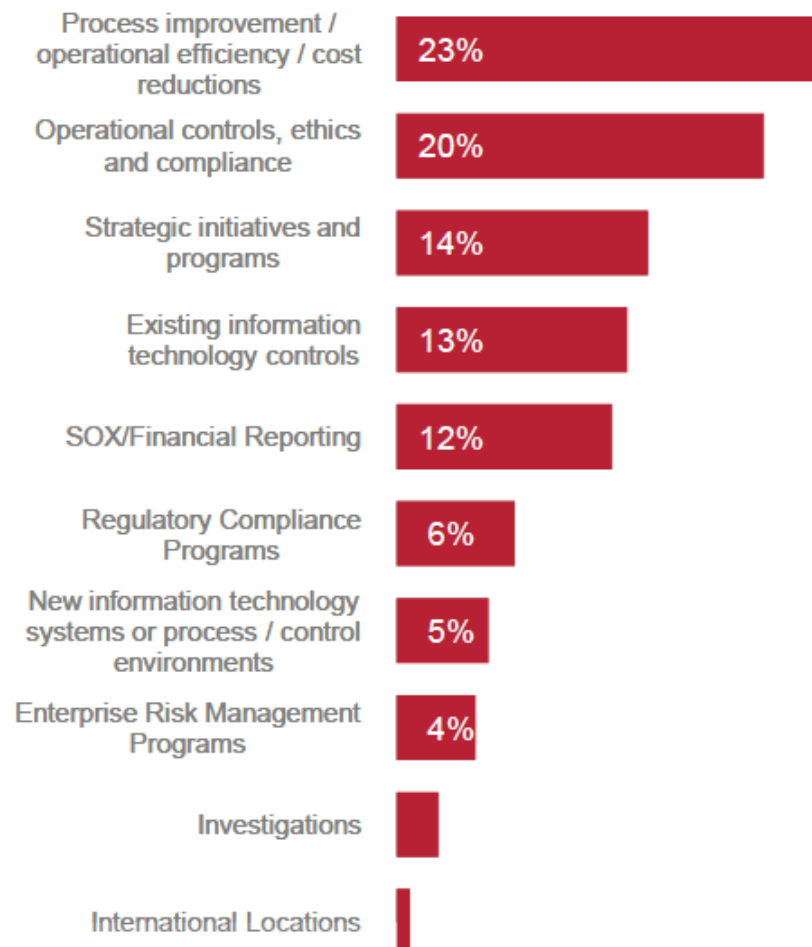 Process improvement /
operational efficiency / cost
reductions
23%
Operational controls, ethics
and compliance
20%
Strategic initiatives and
programs
14%
Existing information
technology controls
13%
SOX/Financial Reporting
12%
Regulatory Compliance
Programs
6%
New information technology
systems or process / control
environments
5%
Enterprise Risk Management
Programs
4%
Investigations
International Locations